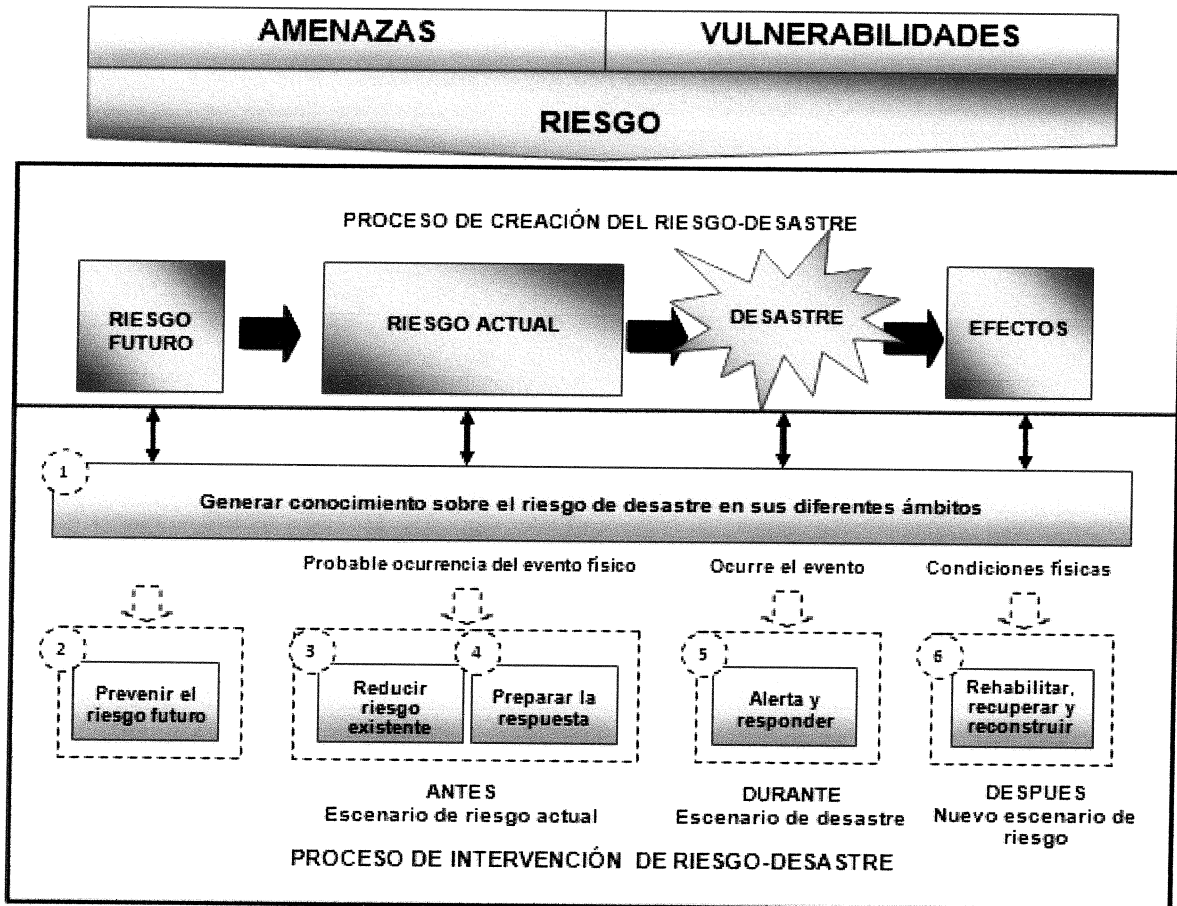 AMENAZAS
VULNERABILIDADES
RIESGO
PROCESO DE CREACIÓN DEL RIESGO-DESASTRE
RIESGO
FUTURO
RIESGO ACTUAL
DESASTRE
EFECTOS
1
Generar conocimiento sobre el riesgo de desastre en sus diferentes ámbitos
Probable ocurrencia del evento físico
Ocurre el evento
Condiciones físicas
2
Prevenir el
riesgo futuro
3
Reducir
riesgo
existente
4
Preparar la
respuesta
5
Alerta y
responder
6
Rehabilitar,
recuperar y
reconstruir
ANTES
Escenario de riesgo actual
DURANTE
Escenario de desastre
DESPUES
Nuevo escenario de
riesgo
PROCESO DE INTERVENCIÓN DE RIESGO-DESASTRE